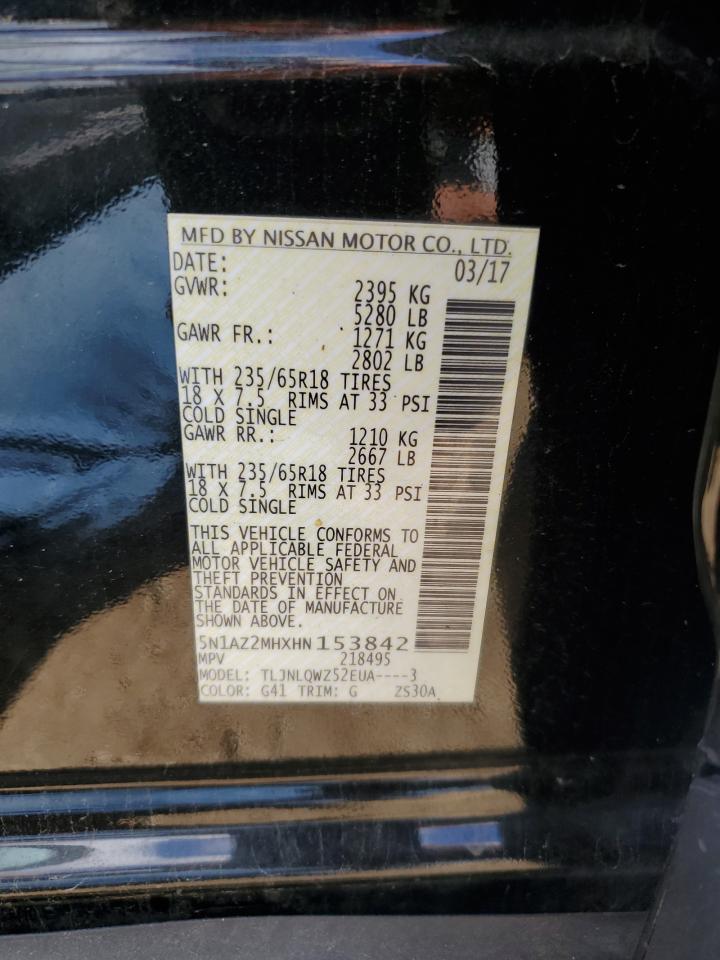 MFD BY NISSAN MOTOR CO., LTD.
DATE: 03/17
GVWR: 2395 KG
5280 LB
GAWR FR.: 1271 KG
2802 LB
WITH 235/65R18 TIRES
18 X 7.5 RIMS AT 33 PSI
COLD SINGLE
GAWR RR.: 1210 KG
2667 LB
WITH 235/65R18 TIRES
18 X 7.5 RIMS AT 33 PSI
COLD SINGLE
THIS VEHICLE CONFORMS TO
ALL APPLICABLE FEDERAL
MOTOR VEHICLE SAFETY AND
THEFT PREVENTION
STANDARDS IN EFFECT ON
THE DATE OF MANUFACTURE
SHOWN ABOVE.
5N1AZ2MHXHN153842
MPV 218495
MODEL: TLJNLQWZ52EUA----3
COLOR: G41 TRIM: G ZS30A